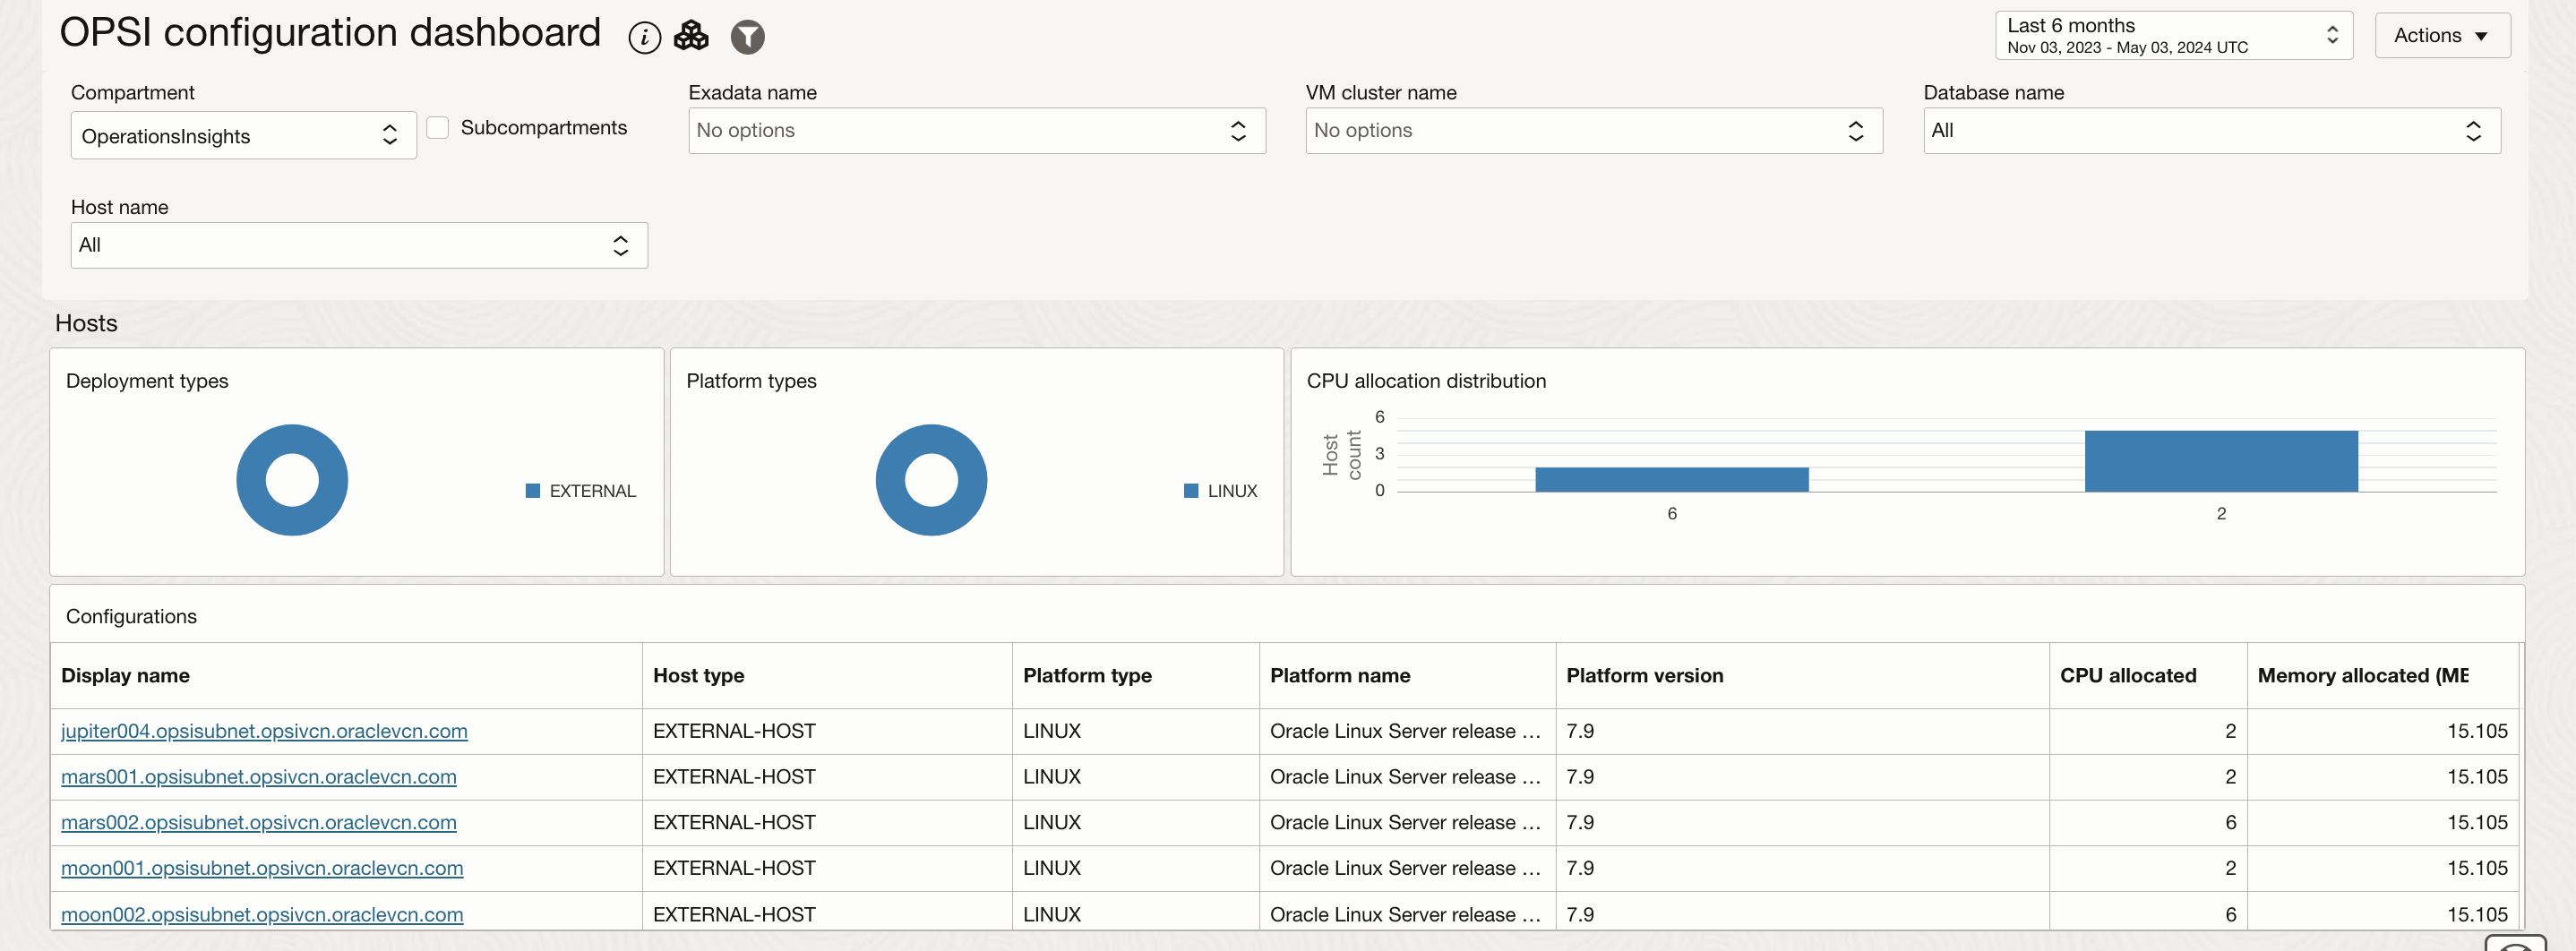 OPSI configuration dashboard
Last 6 months
Nov 03, 2023 - May 03, 2024 UTC
Actions
Compartment
OperationsInsights
Subcompartments
Exadata name
No options
VM cluster name
No options
Database name
All
Host name
All
Hosts
Deployment types
EXTERNAL
Platform types
LINUX
CPU allocation distribution
Host count
6
3
0
6
2
Configurations
Display name Host type Platform type Platform name Platform version CPU allocated Memory allocated (ME
jupiter004.opsisubnet.opsivcn.oraclevcn.com EXTERNAL-HOST LINUX Oracle Linux Server release ... 7.9 2 15.105
mars001.opsisubnet.opsivcn.oraclevcn.com EXTERNAL-HOST LINUX Oracle Linux Server release ... 7.9 2 15.105
mars002.opsisubnet.opsivcn.oraclevcn.com EXTERNAL-HOST LINUX Oracle Linux Server release ... 7.9 6 15.105
moon001.opsisubnet.opsivcn.oraclevcn.com EXTERNAL-HOST LINUX Oracle Linux Server release ... 7.9 2 15.105
moon002.opsisubnet.opsivcn.oraclevcn.com EXTERNAL-HOST LINUX Oracle Linux Server release ... 7.9 6 15.105